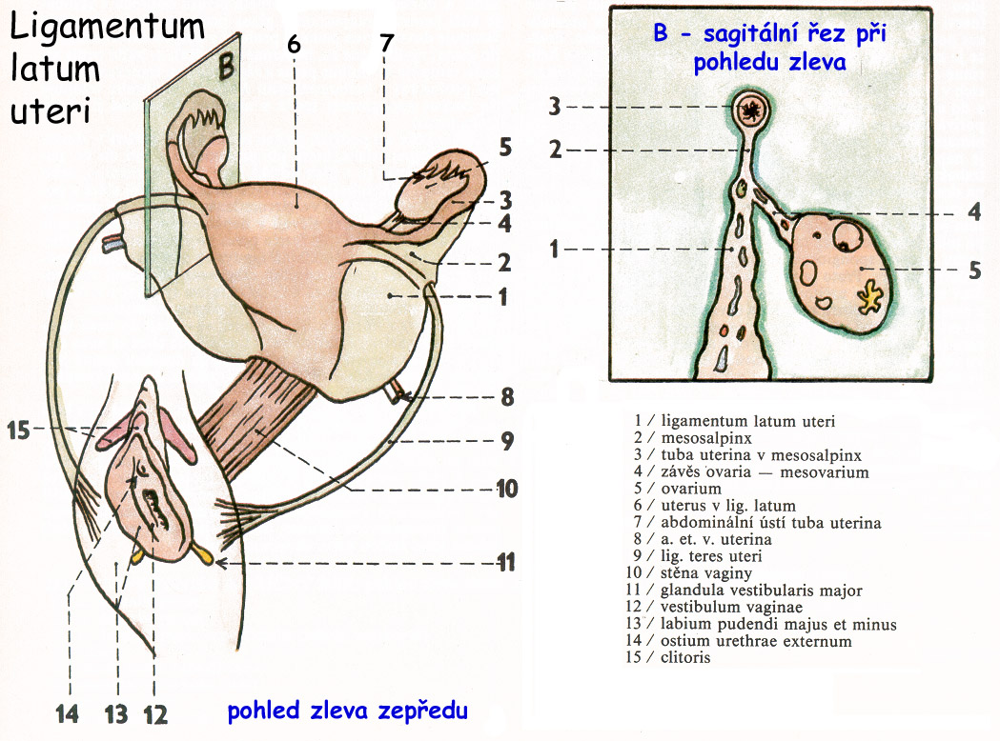 Ligamentum
latum
uteri
B
6
7
5
3
4
2
1
8
9
10
11
15
14
13
12
pohled zleva zepředu
B - sagitální řez při
pohledu zleva
3
2
1
4
5
1 / ligamentum latum uteri
2 / mesosalpinx
3 / tuba uterina v mesosalpinx
4 / závěs ovaria — mesovarium
5 / ovarium
6 / uterus v lig. latum
7 / abdominální ústí tuba uterina
8 / a. et. v. uterina
9 / lig. teres uteri
10 / stěna vaginy
11 / glandula vestibularis major
12 / vestibulum vaginae
13 / labium pudendi majus et minus
14 / ostium urethrae externum
15 / clitoris